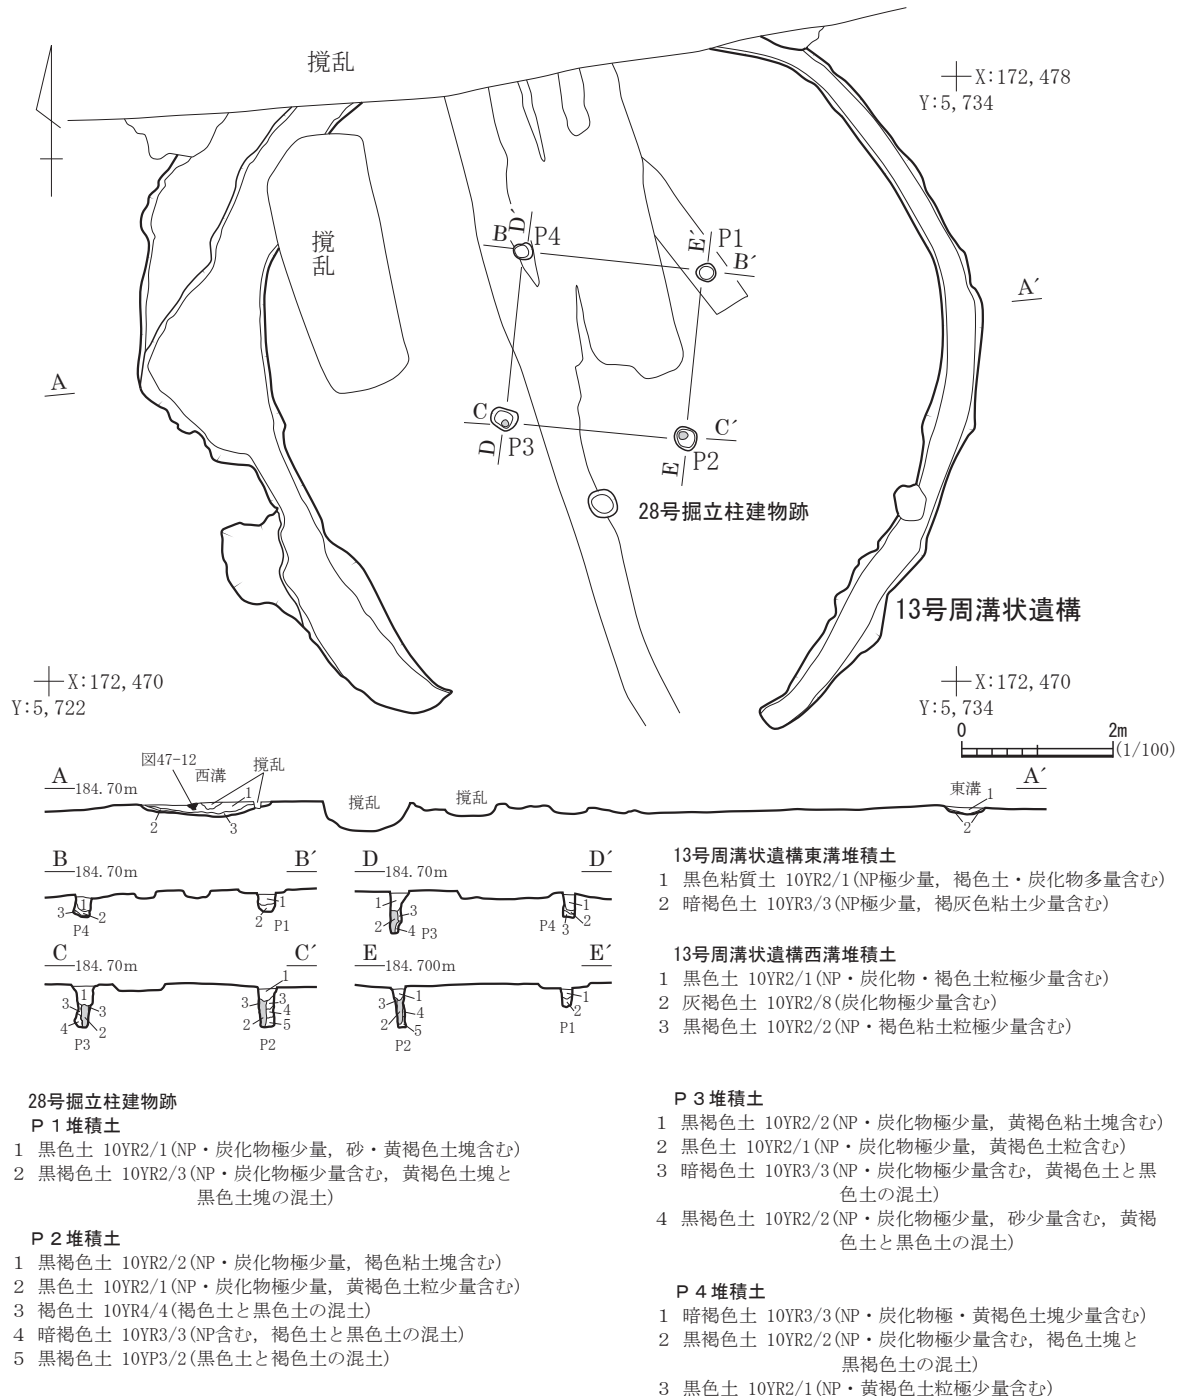 撹乱
X:172,478
Y:5,734
撹乱
B D´ P4
E´ P1
B´
A´
A
C
D P3
C´
E P2
28号掘立柱建物跡
13号周溝状遺構
X:172,470
Y:5,722
X:172,470
Y:5,734
0 2m
(1/100)
図47-12
西溝 撹乱
A 184.70m
1
2 3
撹乱 撹乱
東溝
A´
1
2
B 184.70m B´
1
3 2
P4
1
2 P1
D 184.70m D´
1
3
2
4 P3
1
2
P4 3
C 184.70m C´
1
3 3
4 2
P3
1
3 3
4
2 5
P2
E 184.700m E´
1
3
4
2 5
P2
1
2
P1
13号周溝状遺構東溝堆積土
1 黒色粘質土 10YR2/1(NP極少量,褐色土・炭化物多量含む)
2 暗褐色土 10YR3/3(NP極少量,褐灰色粘土少量含む)
13号周溝状遺構西溝堆積土
1 黒色土 10YR2/1(NP・炭化物・褐色土粒極少量含む)
2 灰褐色土 10YR2/8(炭化物極少量含む)
3 黒褐色土 10YR2/2(NP・褐色粘土粒極少量含む)
28号掘立柱建物跡
P1堆積土
1 黒色土 10YR2/1(NP・炭化物極少量,砂・黄褐色土塊含む)
2 黒褐色土 10YR2/3(NP・炭化物極少量含む,黄褐色土塊と
黒色土塊の混土)
P2堆積土
1 黒褐色土 10YR2/2(NP・炭化物極少量,褐色粘土塊含む)
2 黒色土 10YR2/1(NP・炭化物極少量,黄褐色土粒少量含む)
3 褐色土 10YR4/4(褐色土と黒色土の混土)
4 暗褐色土 10YR3/3(NP含む,褐色土と黒色土の混土)
5 黒褐色土 10YP3/2(黒色土と褐色土の混土)
P3堆積土
1 黒褐色土 10YR2/2(NP・炭化物極少量,黄褐色粘土塊含む)
2 黒色土 10YR2/1(NP・炭化物極少量,黄褐色土粒含む)
3 暗褐色土 10YR3/3(NP・炭化物極少量含む,黄褐色土と黒
色土の混土)
4 黒褐色土 10YR2/2(NP・炭化物極少量,砂少量含む,黄褐
色土と黒色土の混土)
P4堆積土
1 暗褐色土 10YR3/3(NP・炭化物極・黄褐色土塊少量含む)
2 黒褐色土 10YR2/2(NP・炭化物極少量含む,褐色土塊と
黒褐色土の混土)
3 黒色土 10YR2/1(NP・黄褐色土粒極少量含む)